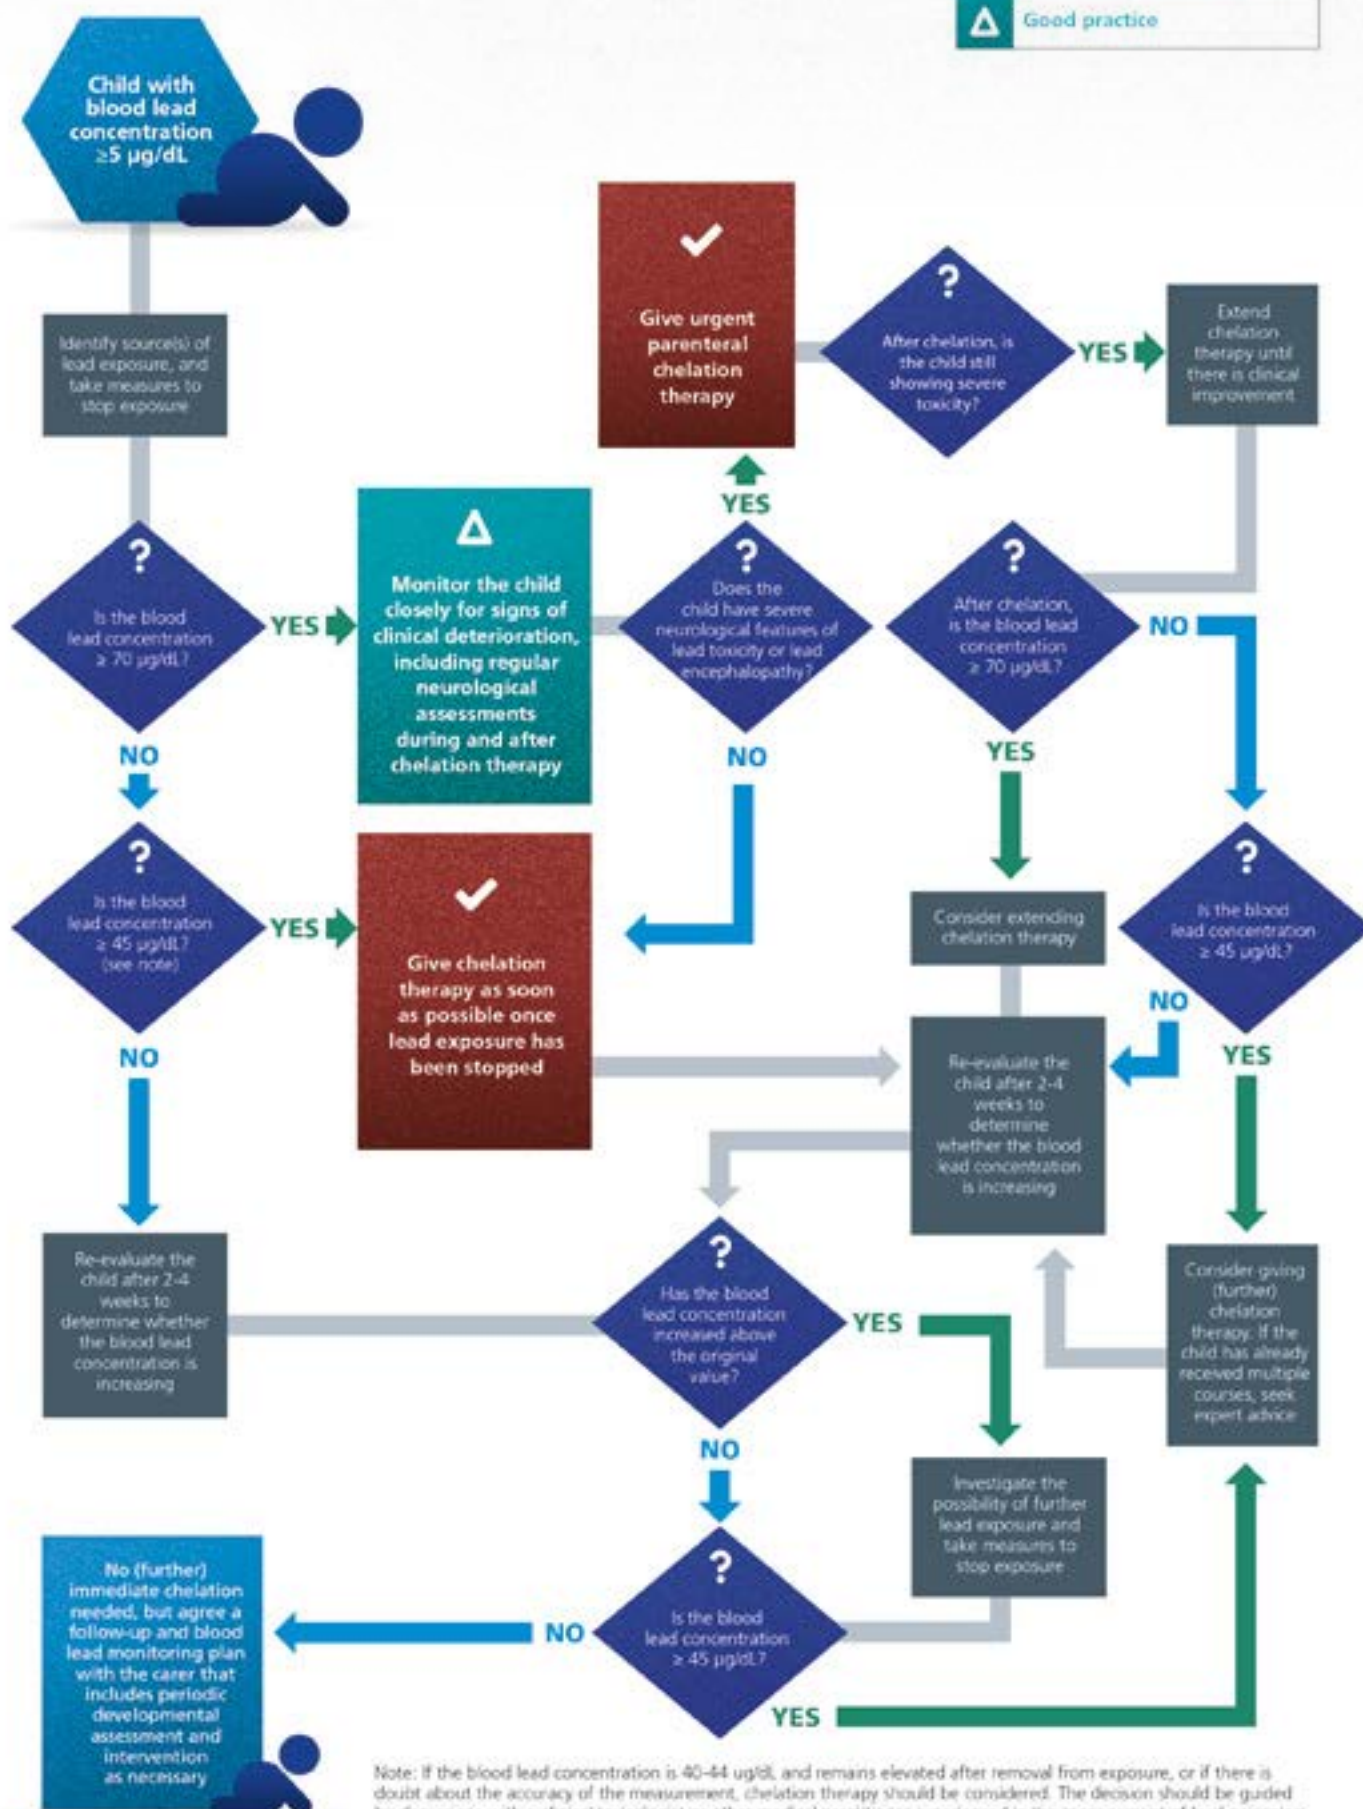 Good practice
Child with
blood lead
concentration
≥5 µg/dL
Identify source(s) of
lead exposure, and
take measures to
stop exposure
?
Is the blood
lead concentration
≥ 70 µg/dL?
YES
NO
Monitor the child
closely for signs of
clinical deterioration,
including regular
neurological
assessments
during and after
chelation therapy
?
Does the
child have severe
neurological features of
lead toxicity or lead
encephalopathy?
YES
NO
Give urgent
parenteral
chelation
therapy
?
After chelation, is
the child still
showing severe
toxicity?
YES
Extend
chelation
therapy until
there is clinical
improvement
?
After chelation,
is the blood lead
concentration
≥ 70 µg/dL?
NO
YES
Consider extending
chelation therapy
?
Is the blood
lead concentration
≥ 45 µg/dL?
NO
YES
?
Is the blood
lead concentration
≥ 45 µg/dL?
(see note)
YES
NO
Give chelation
therapy as soon
as possible once
lead exposure has
been stopped
Re-evaluate the
child after 2-4
weeks to
determine
whether the blood
lead concentration
is increasing
Re-evaluate the
child after 2-4
weeks to
determine whether
the blood lead
concentration is
increasing
?
Has the blood
lead concentration
increased above
the original
value?
YES
NO
Consider giving
(further)
chelation
therapy. If the
child has already
received multiple
courses, seek
expert advice
Investigate the
possibility of further
lead exposure and
take measures to
stop exposure
?
Is the blood
lead concentration
≥ 45 µg/dL?
NO
YES
No (further)
immediate chelation
needed, but agree a
follow-up and blood
lead monitoring plan
with the carer that
includes periodic
developmental
assessment and
intervention
as necessary
Note: If the blood lead concentration is 40-44 ug/dL and remains elevated after removal from exposure, or if there is
doubt about the accuracy of the measurement, chelation therapy should be considered. The decision should be guided